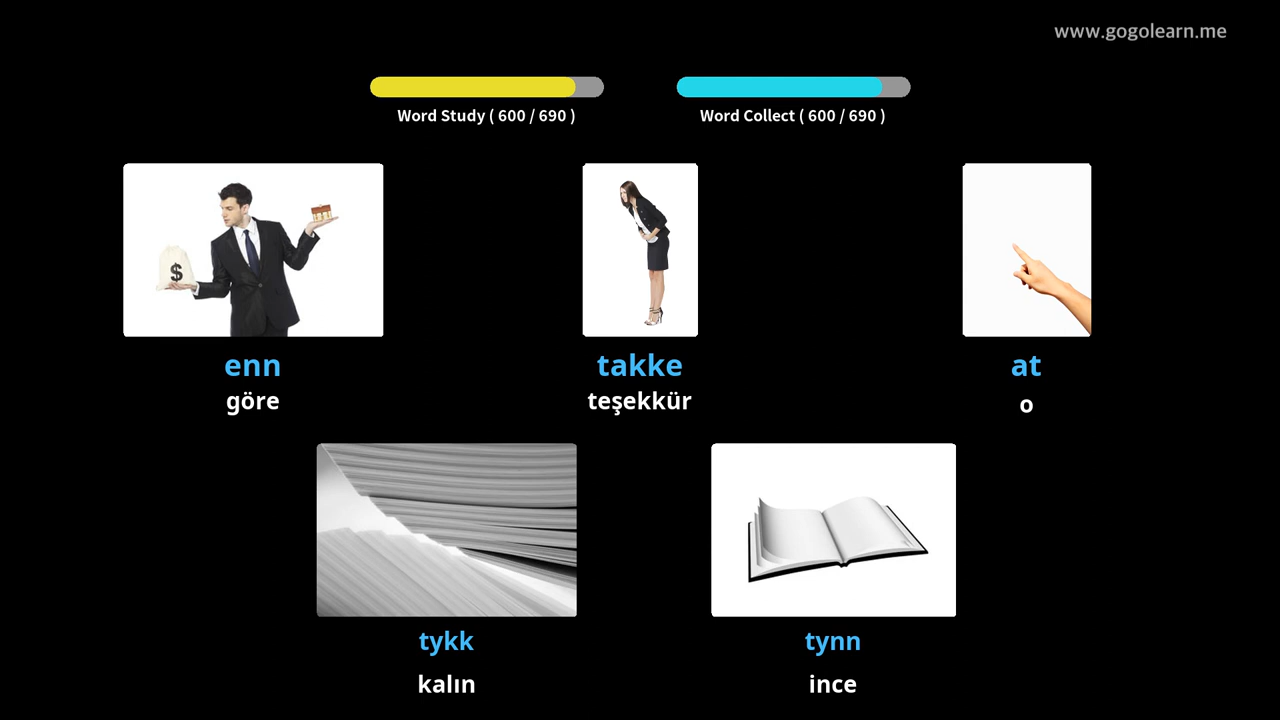 www.gogolearn.me
Word Study ( 600 / 690 )
Word Collect ( 600 / 690 )
enn
göre
takke
teşekkür
at
o
$
tykk
kalın
tynn
ince